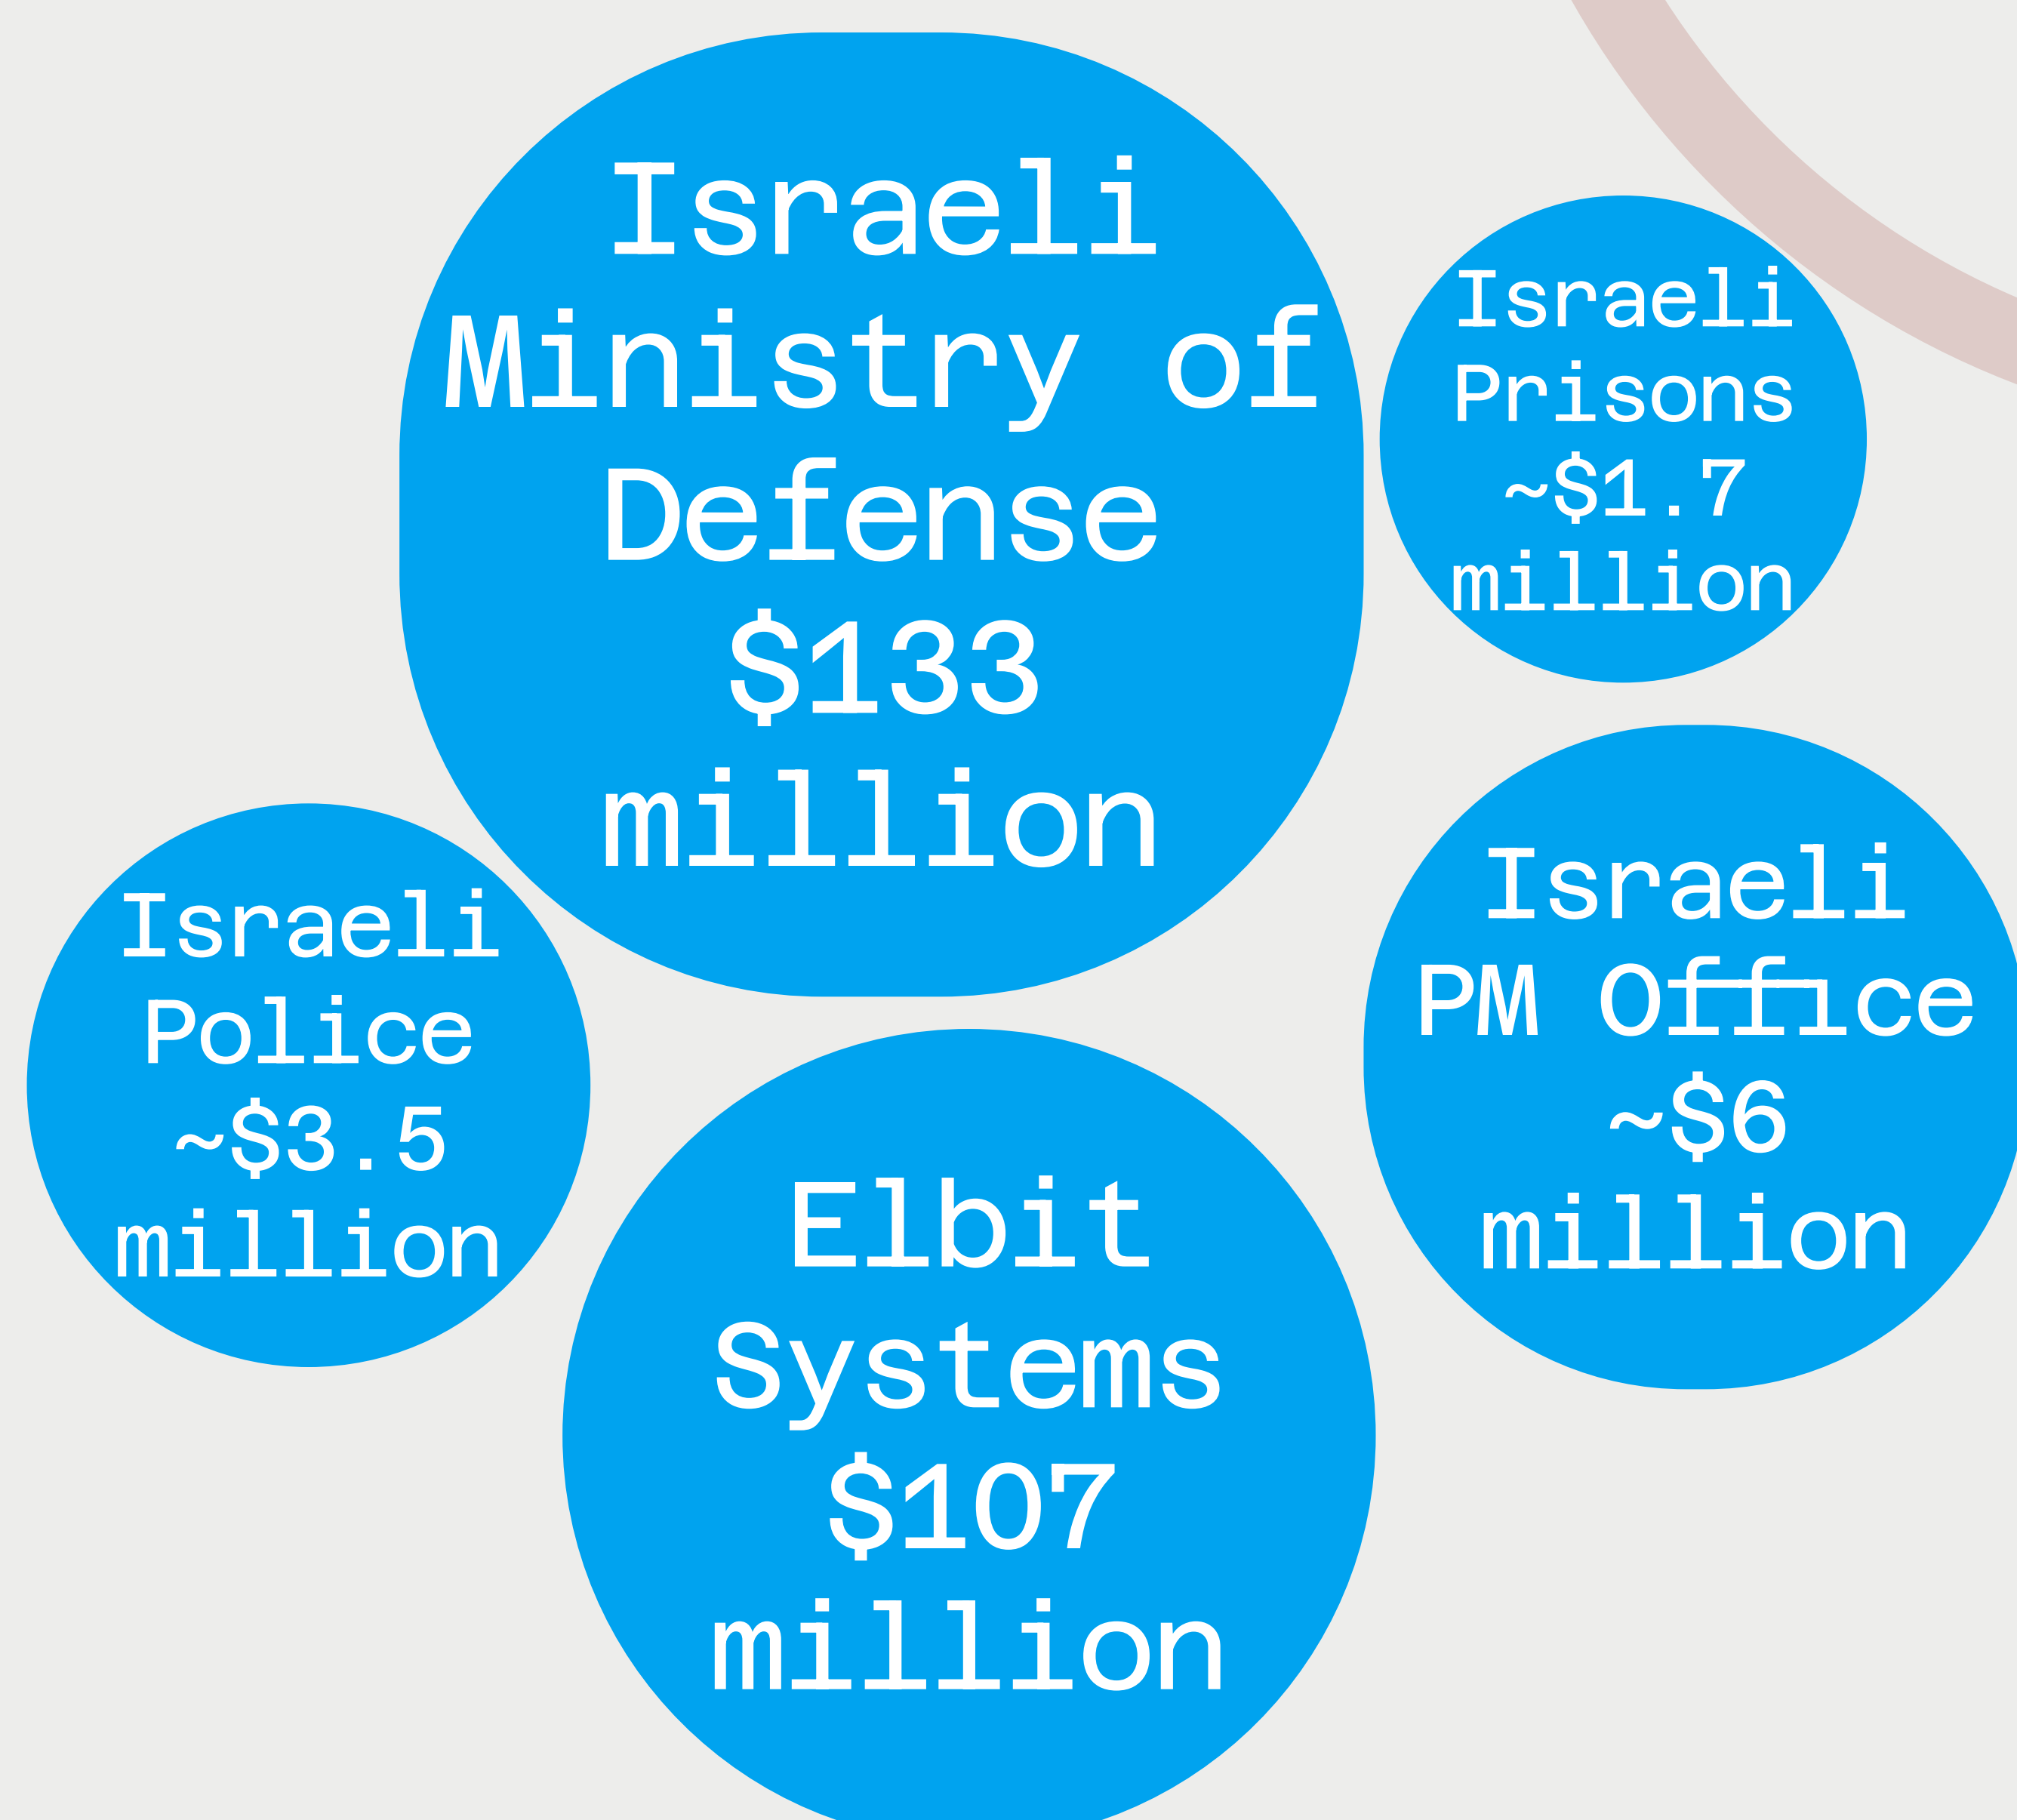 Israeli
Ministry of
Defense
$133
million
Israeli
Prisons
~$1.7
million
Israeli
Police
~$3.5
million
Israeli
PM Office
~$6
million
Elbit
Systems
$107
million